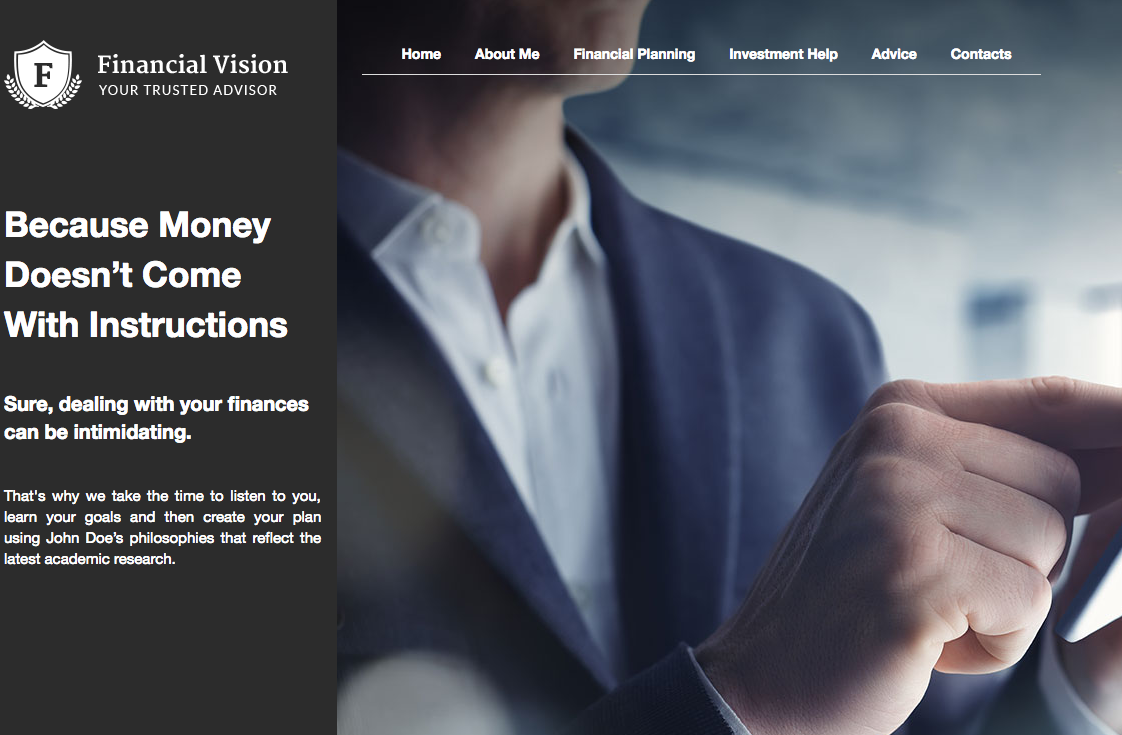 F
Financial Vision
YOUR TRUSTED ADVISOR
Home About Me Financial Planning Investment Help Advice Contacts
Because Money
Doesn’t Come
With Instructions
Sure, dealing with your finances
can be intimidating.
That's why we take the time to listen to you,
learn your goals and then create your plan
using John Doe’s philosophies that reflect the
latest academic research.